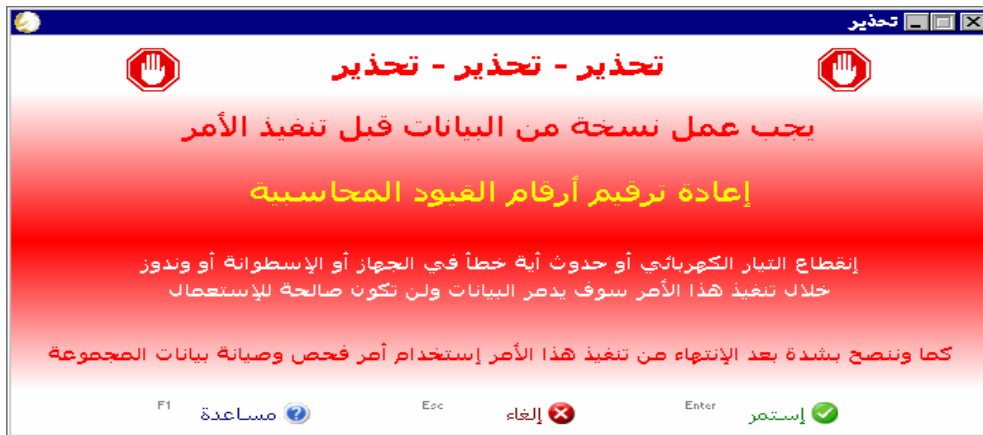 تحذير
تحذير - تحذير - تحذير
يجب عمل نسخة من البيانات قبل تنفيذ الأمر
إعادة ترقيم أرقام القيود المحاسبية
إنقطاع التيار الكهربائي أو حدوث أية خطأ في الجهاز أو الإسطوانة أو وندوز
خلال تنفيذ هذا الأمر سوف يدمر البيانات ولن تكون صالحة للإستعمال
كما وننصح بشدة بعد الإنتهاء من تنفيذ هذا الأمر إستخدام أمر فحص وصيانة بيانات المجموعة
إستمر Enter إلغاء Esc مساعدة F1